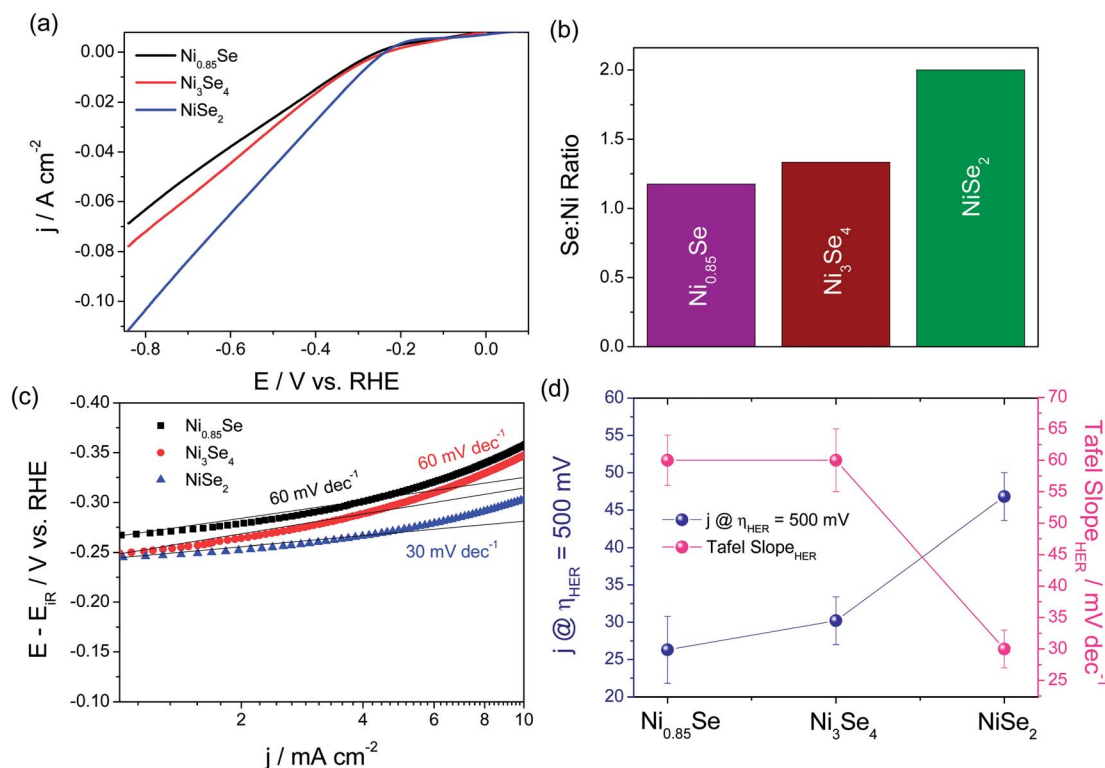 (a)
Ni0.85Se
Ni3Se4
NiSe2
0.00
-0.02
-0.04
-0.06
-0.08
-0.10
j / A cm-2
-0.8
-0.6
-0.4
-0.2
0.0
E / V vs. RHE
(b)
2.0
1.5
1.0
0.5
0.0
Se:Ni Ratio
Ni0.85Se
Ni3Se4
NiSe2
(c)
-0.40
-0.35
-0.30
-0.25
-0.20
-0.15
-0.10
E - EiR / V vs. RHE
Ni0.85Se
Ni3Se4
NiSe2
60 mV dec-1
60 mV dec-1
30 mV dec-1
2
4
6
8
10
j / mA cm-2
(d)
60
55
50
45
40
35
30
25
20
j @ ηHER = 500 mV
j @ ηHER = 500 mV
Tafel SlopeHER
70
65
60
55
50
45
40
35
30
25
Tafel SlopeHER / mV dec-1
Ni0.85Se
Ni3Se4
NiSe2